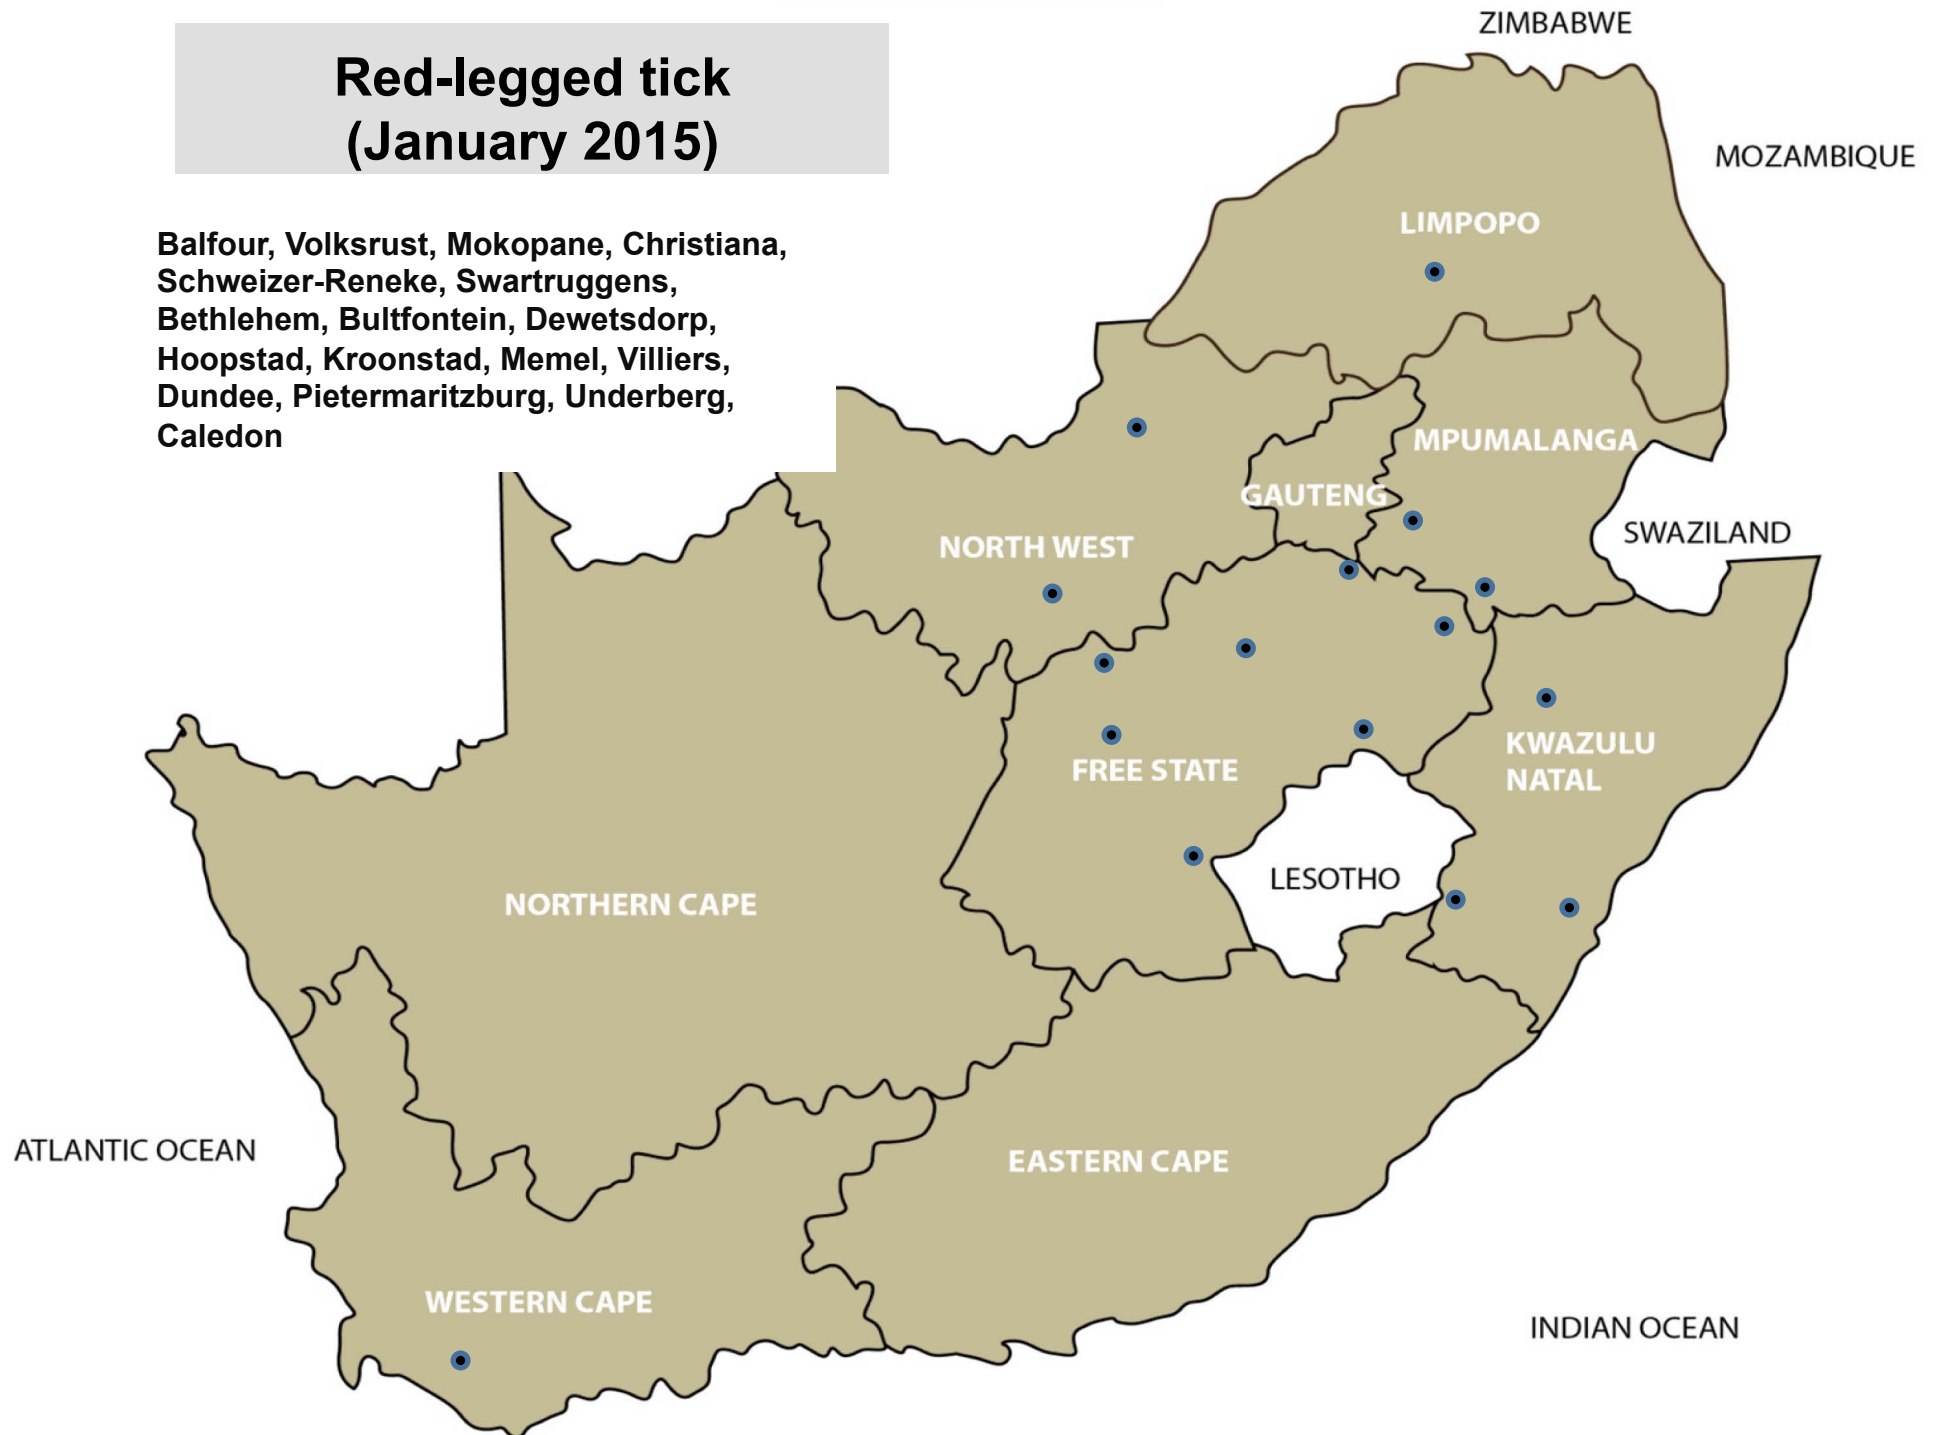 Red-legged tick
(January 2015)
Balfour, Volksrust, Mokopane, Christiana,
Schweizer-Reneke, Swartruggens,
Bethlehem, Bultfontein, Dewetsdorp,
Hoopstad, Kroonstad, Memel, Villiers,
Dundee, Pietermaritzburg, Underberg,
Caledon
ZIMBABWE
MOZAMBIQUE
LIMPOPO
MPUMALANGA
GAUTENG
SWAZILAND
NORTH WEST
KWAZULU
NATAL
FREE STATE
LESOTHO
NORTHERN CAPE
ATLANTIC OCEAN
EASTERN CAPE
WESTERN CAPE
INDIAN OCEAN